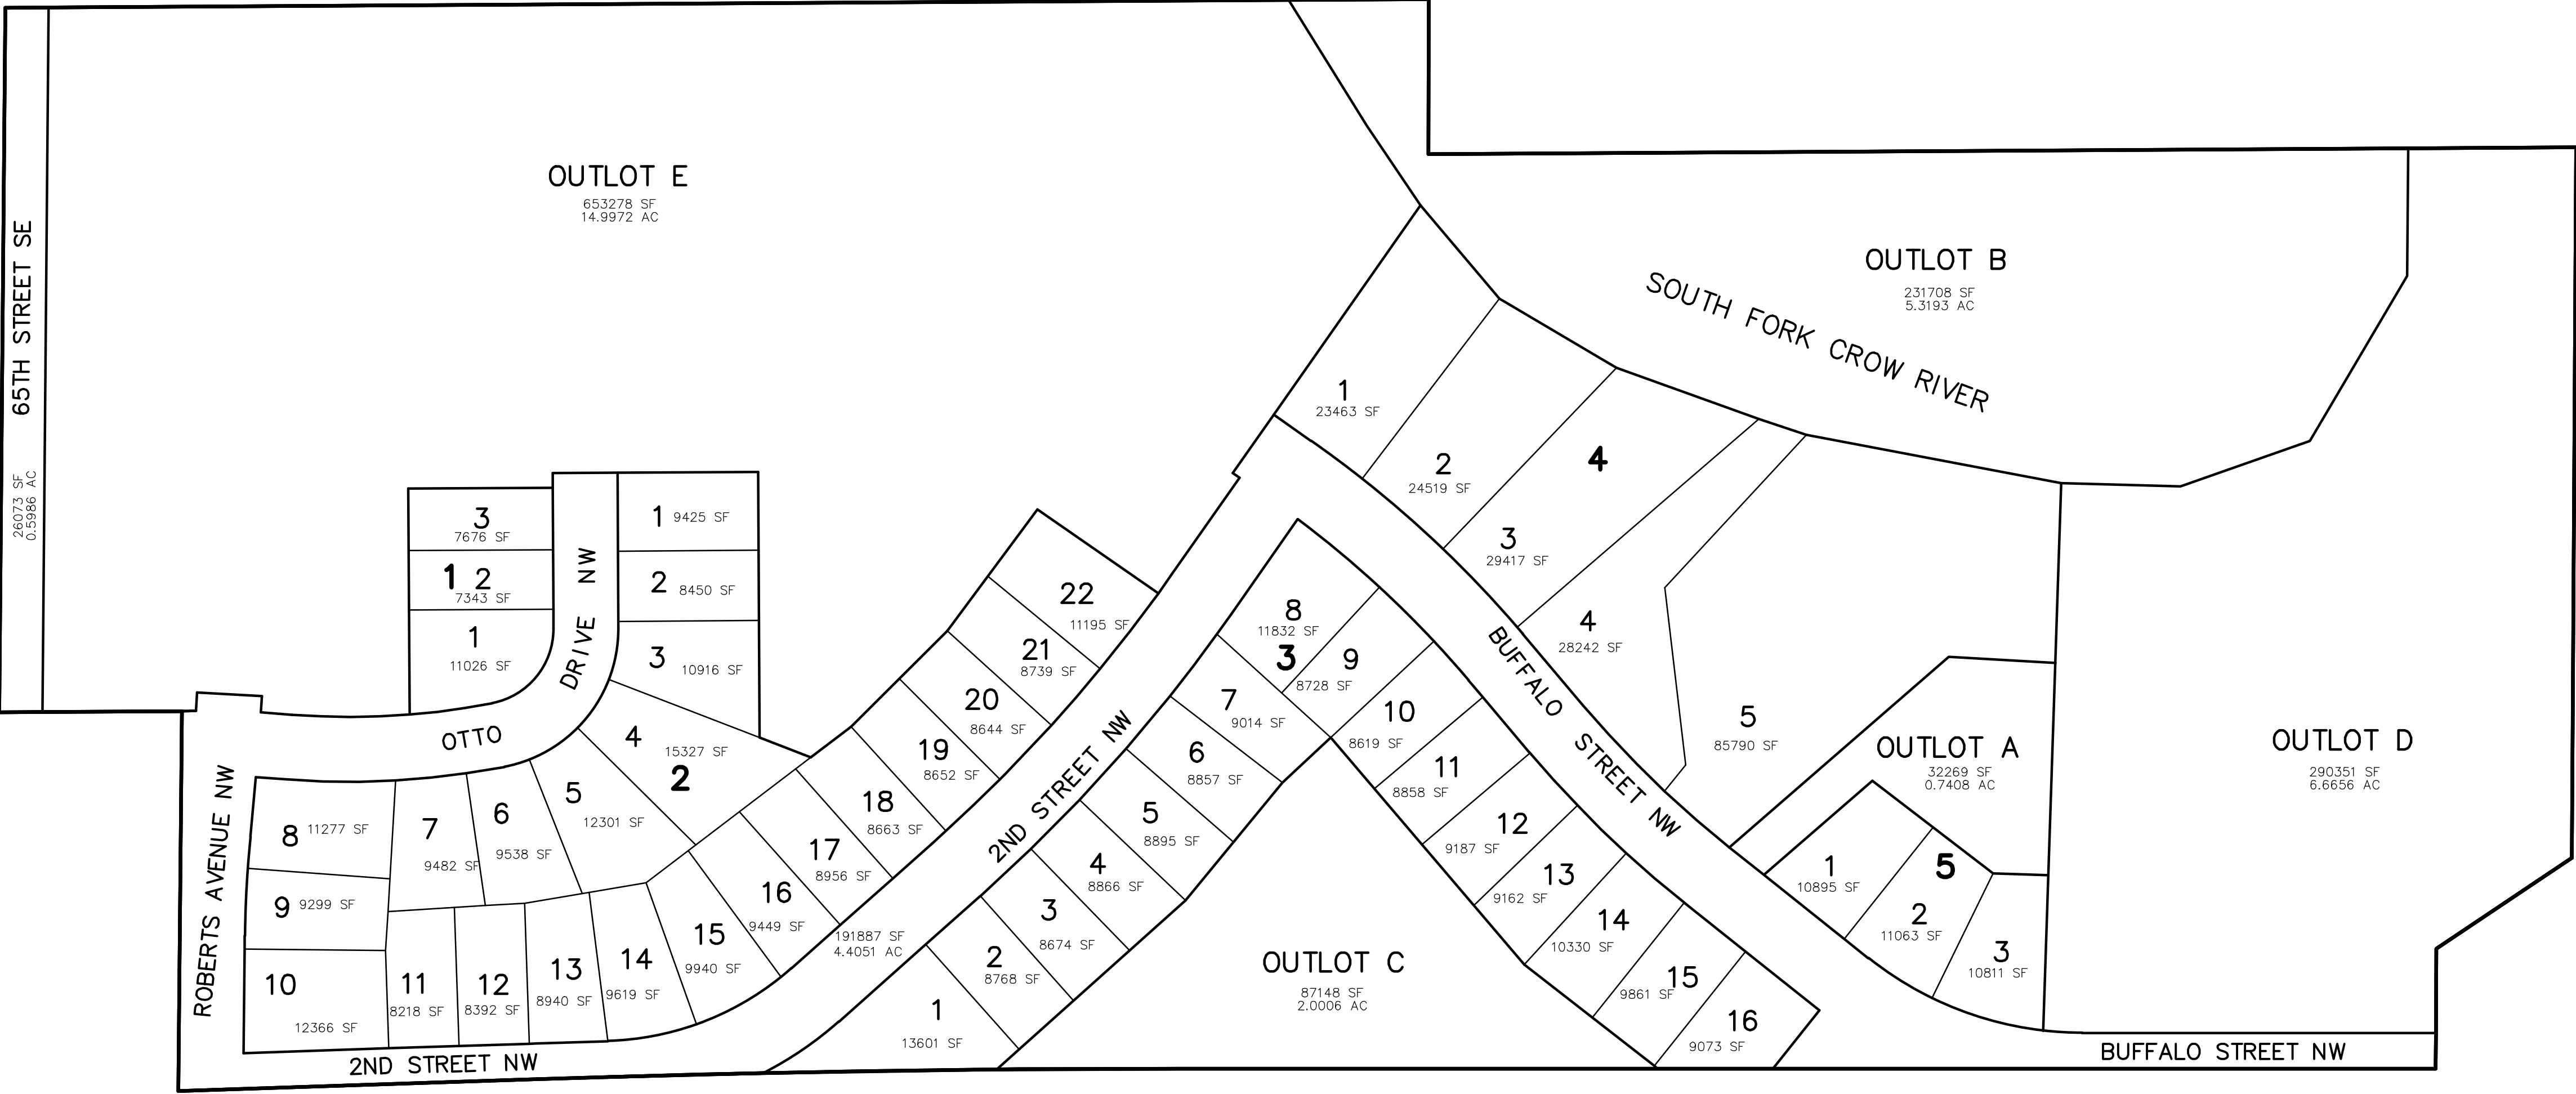 OUTLOT E
653278 SF
14.9972 AC
65TH STREET SE
26073 SF
0.5986 AC
OUTLOT B
231708 SF
5.3193 AC
SOUTH FORK CROW RIVER
1
23463 SF
2
24519 SF
4
3
29417 SF
4
28242 SF
5
85790 SF
3
7676 SF
1
2
7343 SF
1
11026 SF
OTTO DRIVE NW
1
9425 SF
2
8450 SF
3
10916 SF
4
15327 SF
2
5
12301 SF
6
9538 SF
7
9482 SF
8
11277 SF
9
9299 SF
10
12366 SF
11
8218 SF
12
8392 SF
13
8940 SF
14
9619 SF
15
9940 SF
16
9449 SF
17
8956 SF
18
8663 SF
19
8652 SF
20
8644 SF
21
8739 SF
22
11195 SF
ROBERTS AVENUE NW
2ND STREET NW
191887 SF
4.4051 AC
2ND STREET NW
1
13601 SF
2
8768 SF
3
8674 SF
4
8866 SF
5
8895 SF
6
8857 SF
7
9014 SF
8
11832 SF
3
9
8728 SF
10
8619 SF
11
8858 SF
12
9187 SF
13
9162 SF
14
10330 SF
15
9861 SF
16
9073 SF
BUFFALO STREET NW
OUTLOT C
87148 SF
2.0006 AC
OUTLOT A
32269 SF
0.7408 AC
1
10895 SF
5
2
11063 SF
3
10811 SF
OUTLOT D
290351 SF
6.6656 AC
BUFFALO STREET NW